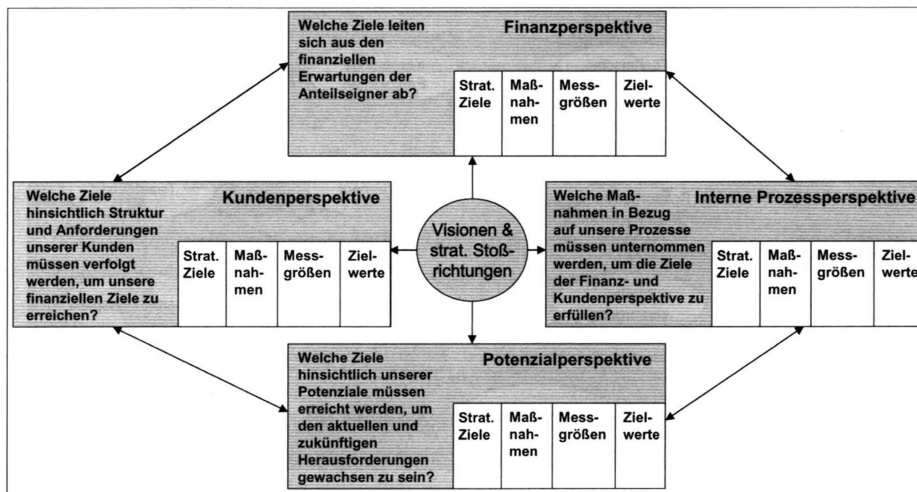 Welche Ziele leiten
sich aus den
finanziellen
Erwartungen der
Anteilseigner ab?
Finanzperspektive
Strat.
Ziele
Maß-
nah-
men
Mess-
größen
Ziel-
werte
Welche Ziele
hinsichtlich Struktur
und Anforderungen
unserer Kunden
müssen verfolgt
werden, um unsere
finanziellen Ziele zu
erreichen?
Kundenperspektive
Strat.
Ziele
Maß-
nah-
men
Mess-
größen
Ziel-
werte
Visionen &
strat. Stoß-
richtungen
Welche Maß-
nahmen in Bezug
auf unsere Prozesse
müssen unternommen
werden, um die Ziele
der Finanz- und
Kundenperspektive zu
erfüllen?
Interne Prozessperspektive
Strat.
Ziele
Maß-
nah-
men
Mess-
größen
Ziel-
werte
Welche Ziele
hinsichtlich unserer
Potenziale müssen
erreicht werden, um
den aktuellen und
zukünftigen
Herausforderungen
gewachsen zu sein?
Potenzialperspektive
Strat.
Ziele
Maß-
nah-
men
Mess-
größen
Ziel-
werte